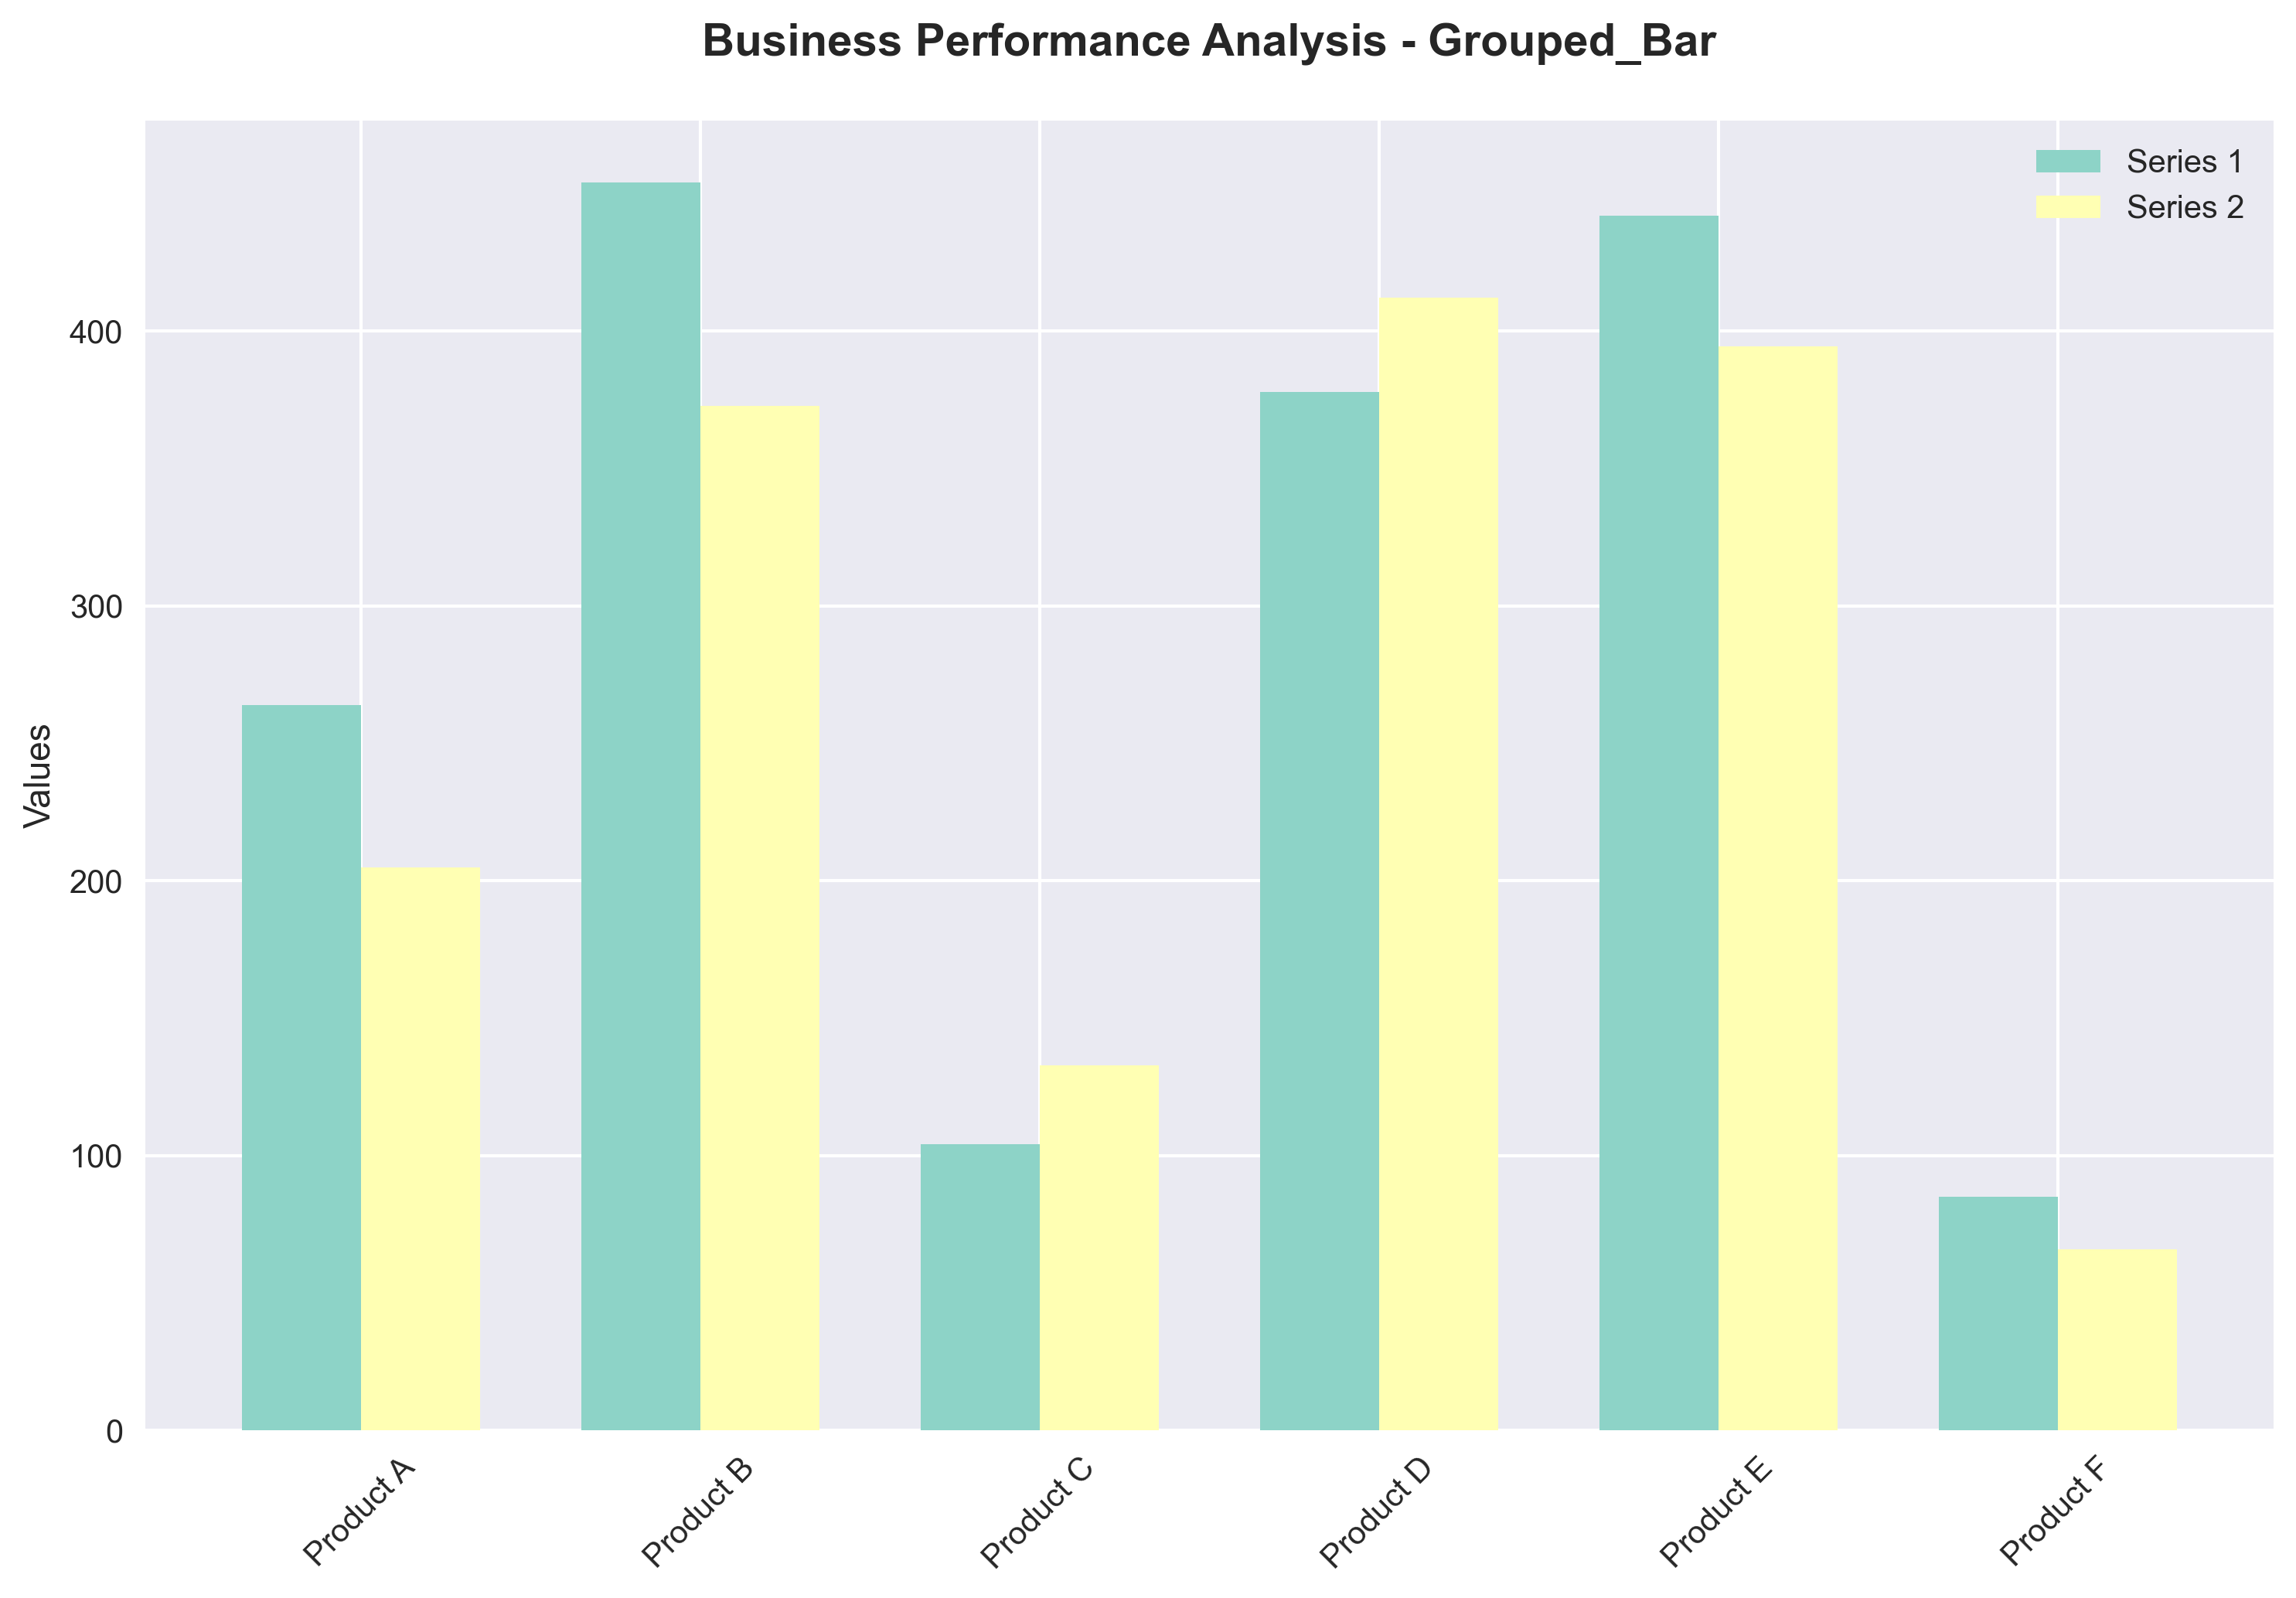 Business Performance Analysis - Grouped_Bar
Series 1
Series 2
400
300
200
100
0
Values
Product A
Product B
Product C
Product D
Product E
Product F